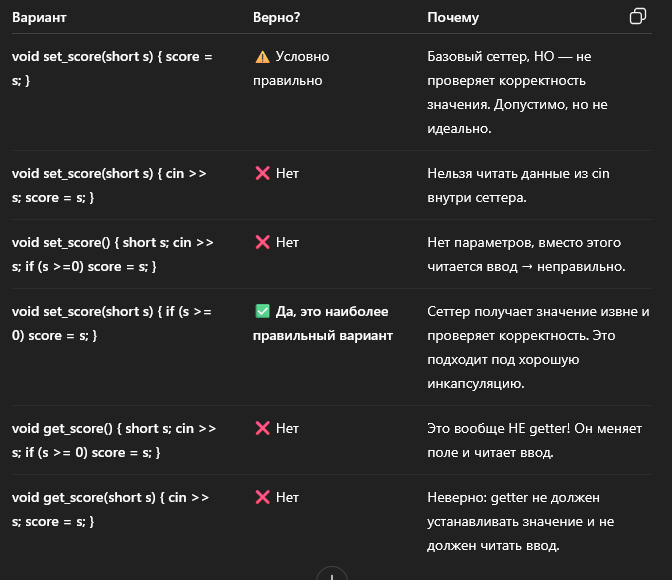 Вариант Верно? Почему
void set_score(short s) { score = ⚠️ Условно Базовый сеттер, НО — не
s; } правильно проверяет корректность
значения. Допустимо, но не
идеально.
void set_score(short s) { cin >> ❌ Нет Нельзя читать данные из cin
s; score = s; } внутри сеттера.
void set_score() { short s; cin >> ❌ Нет Нет параметров, вместо этого
s; if (s >=0) score = s; } читается ввод → неправильно.
void set_score(short s) { if (s >= ✅ Да, это наиболее Сеттер получает значение извне и
0) score = s; } правильный вариант проверяет корректность. Это
подходит под хорошую
инкапсуляцию.
void get_score() { short s; cin >> ❌ Нет Это вообще НЕ getter! Он меняет
s; if (s >= 0) score = s; } поле и читает ввод.
void get_score(short s) { cin >> ❌ Нет Неверно: getter не должен
s; score = s; } устанавливать значение и не
должен читать ввод.